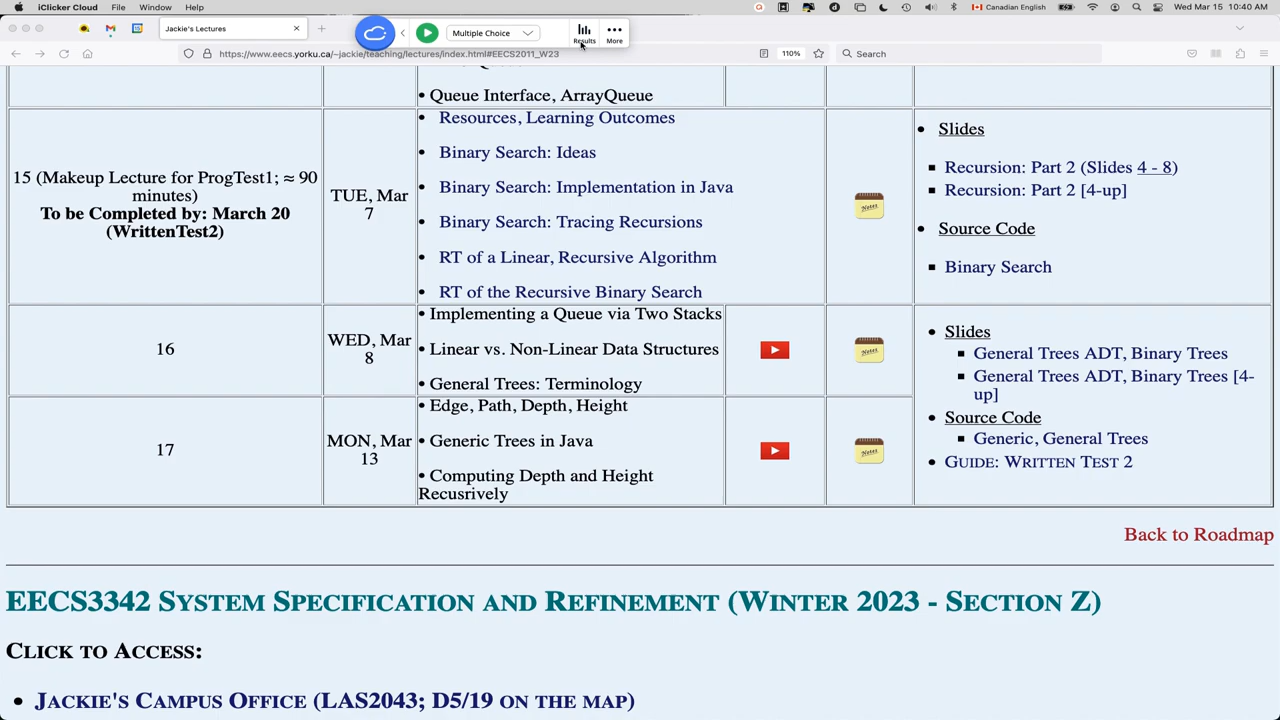 iClicker Cloud File Window Help
Canadian English
Wed Mar 15 10:40 AM
Jackie's Lectures
Multiple Choice
Results
More
https://www.eecs.yorku.ca/~jackie/teaching/lectures/index.html#EECS2011_W23
110%
Search
• Queue Interface, ArrayQueue
15 (Makeup Lecture for ProgTest1; ≈ 90
minutes)
To be Completed by: March 20
(WrittenTest2)
TUE, Mar
7
• Resources, Learning Outcomes
• Binary Search: Ideas
• Binary Search: Implementation in Java
• Binary Search: Tracing Recursions
• RT of a Linear, Recursive Algorithm
• RT of the Recursive Binary Search
Notes
• Slides
▪ Recursion: Part 2 (Slides 4 - 8)
▪ Recursion: Part 2 [4-up]
• Source Code
▪ Binary Search
16
WED, Mar
8
• Implementing a Queue via Two Stacks
• Linear vs. Non-Linear Data Structures
• General Trees: Terminology
Notes
17
MON, Mar
13
• Edge, Path, Depth, Height
• Generic Trees in Java
• Computing Depth and Height
Recusrively
Notes
• Slides
▪ General Trees ADT, Binary Trees
▪ General Trees ADT, Binary Trees [4-
up]
• Source Code
▪ Generic, General Trees
• GUIDE: WRITTEN TEST 2
Back to Roadmap
EECS3342 SYSTEM SPECIFICATION AND REFINEMENT (WINTER 2023 - SECTION Z)
CLICK TO ACCESS:
• JACKIE'S CAMPUS OFFICE (LAS2043; D5/19 ON THE MAP)